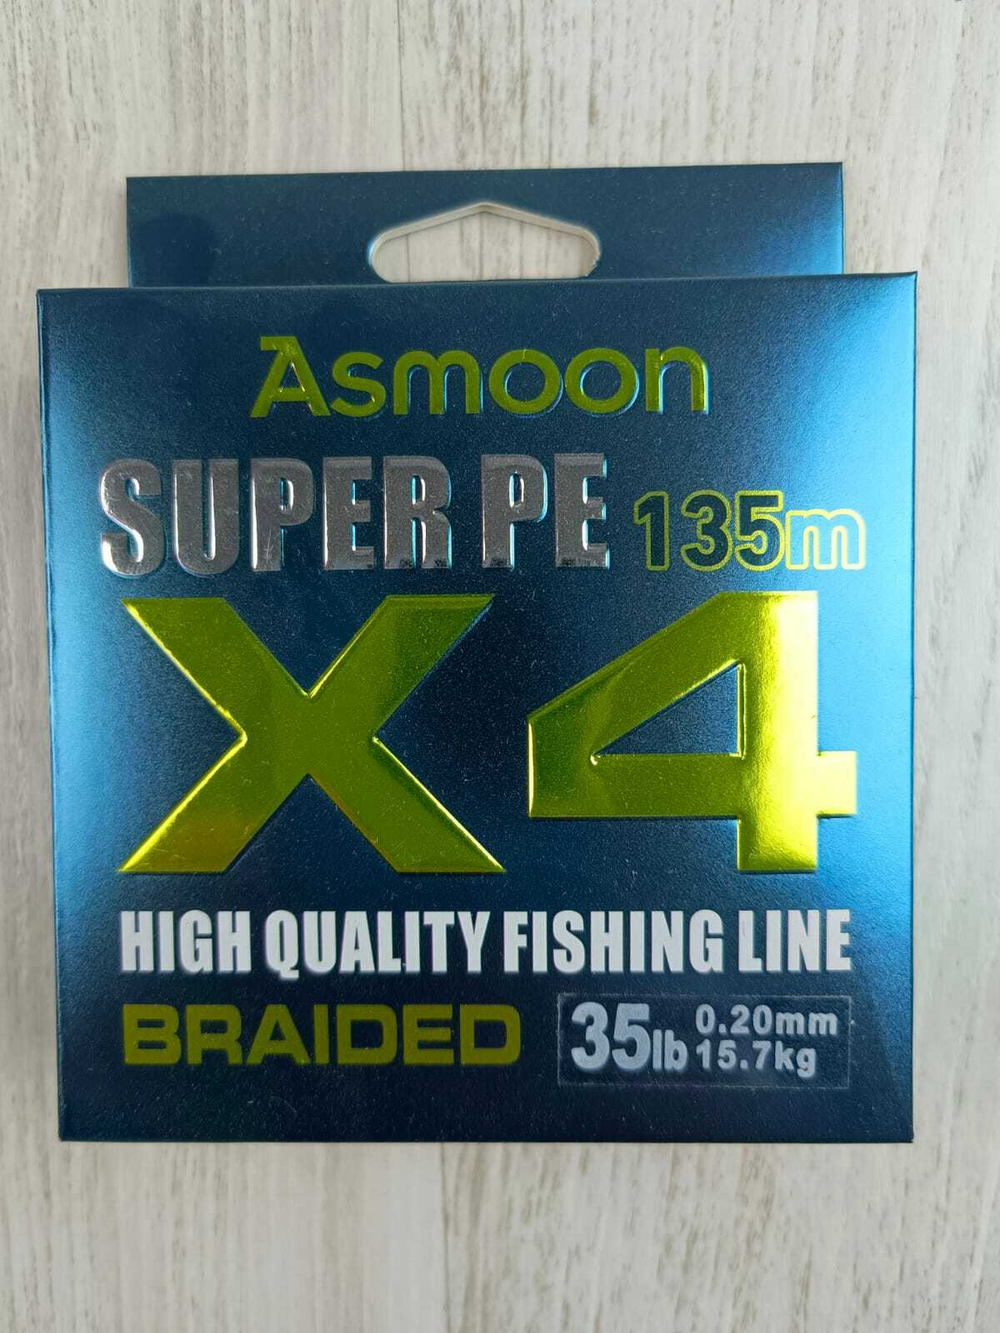 Asmoon
SUPER PE 135m
X4
HIGH QUALITY FISHING LINE
BRAIDED
35lb 0.20mm
15.7kg